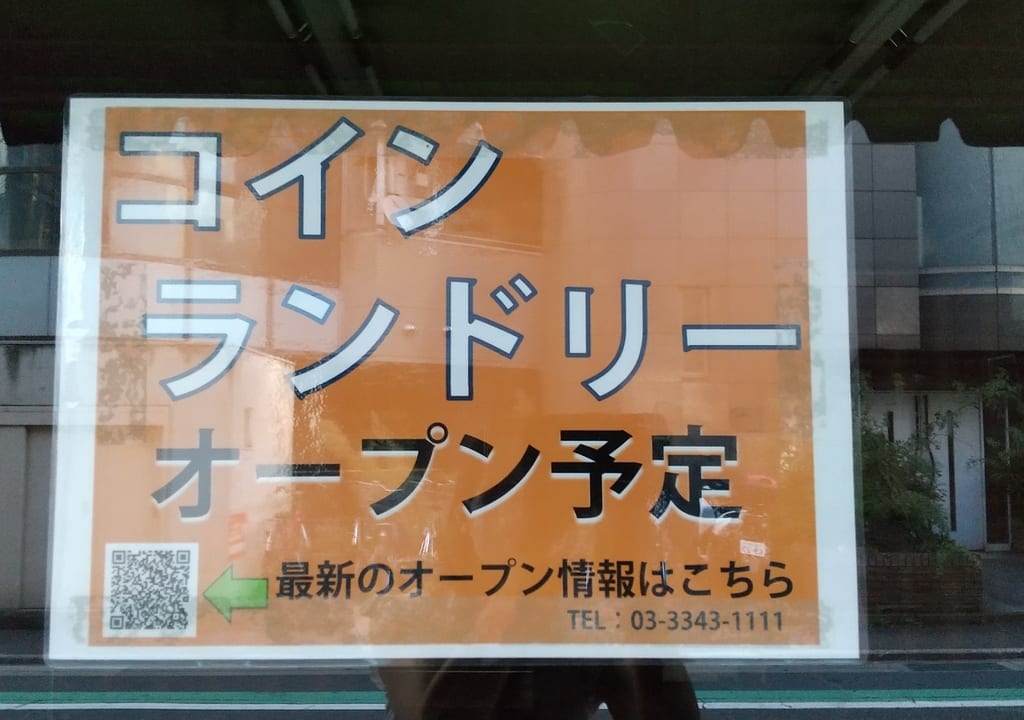 コイン
ランドリー
オープン予定
最新のオープン情報はこちら
TEL：03-3343-1111